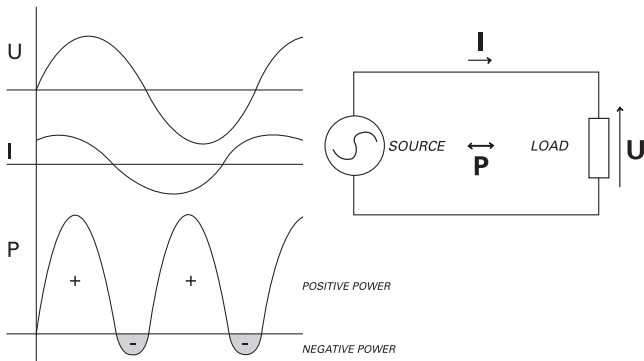 U
I
P
+
+
-
-
POSITIVE POWER
NEGATIVE POWER
I
SOURCE
P
LOAD
U